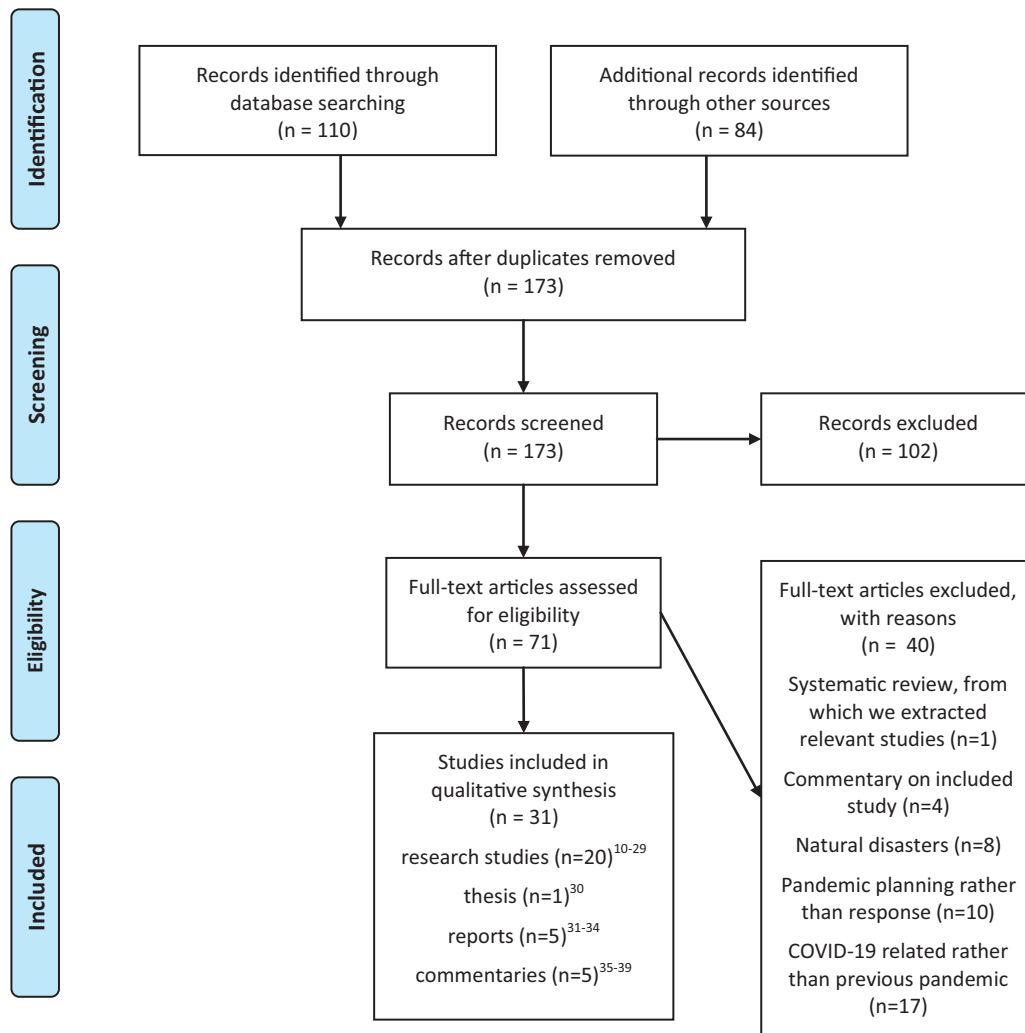 Identification
Records identified through
database searching
(n = 110)
Additional records identified
through other sources
(n = 84)
Records after duplicates removed
(n = 173)
Screening
Records screened
(n = 173)
Records excluded
(n = 102)
Eligibility
Full-text articles assessed
for eligibility
(n = 71)
Full-text articles excluded,
with reasons
(n = 40)
Systematic review, from
which we extracted
relevant studies (n=1)
Commentary on included
study (n=4)
Natural disasters (n=8)
Pandemic planning rather
than response (n=10)
COVID-19 related rather
than previous pandemic
(n=17)
Included
Studies included in
qualitative synthesis
(n = 31)
research studies (n=20)10-29
thesis (n=1)30
reports (n=5)31-34
commentaries (n=5)35-39